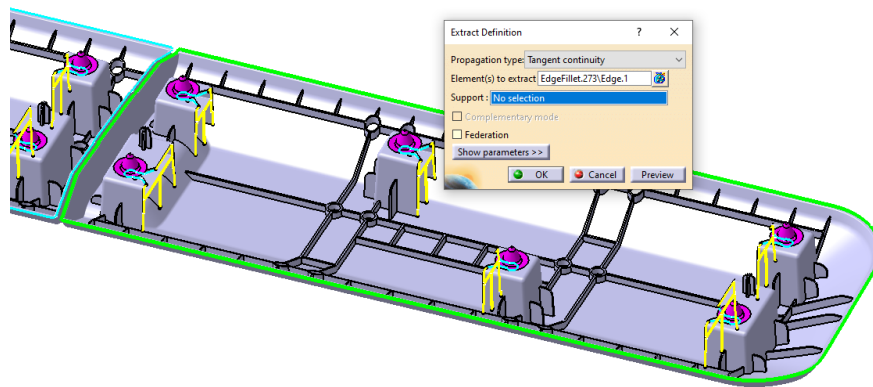 Extract Definition ? ×
Propagation type: Tangent continuity
Element(s) to extract EdgeFillet.273\Edge.1
Support : No selection
Complementary mode
Federation
Show parameters >>
OK Cancel Preview